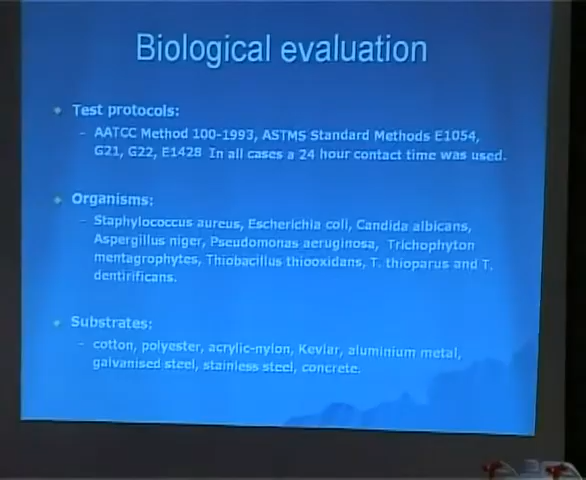 Biological evaluation
Test protocols:
– AATCC Method 100-1993, ASTMS Standard Methods E1054,
G21, G22, E1428 In all cases a 24 hour contact time was used.
Organisms:
– Staphylococcus aureus, Escherichia coli, Candida albicans,
Aspergillus niger, Pseudomonas aeruginosa, Trichophyton
mentagrophytes, Thiobacillus thiooxidans, T. thioparus and T.
dentirificans.
Substrates:
– cotton, polyester, acrylic-nylon, Kevlar, aluminium metal,
galvanised steel, stainless steel, concrete.